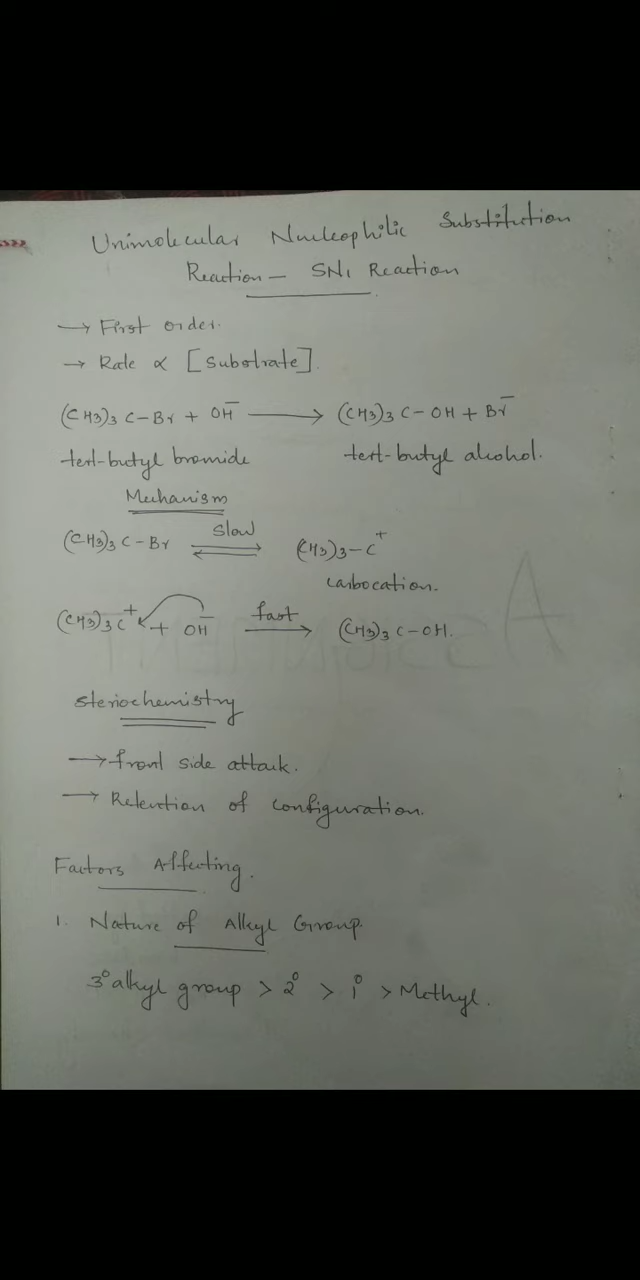 Unimolecular Nucleophilic Substitution
Reaction - SN1 Reaction
→ First order.
→ Rate ∝ [Substrate].
(CH3)3 C-Br + OH⁻ → (CH3)3 C-OH + Br⁻
tert-butyl bromide tert-butyl alcohol.
Mechanism
(CH3)3 C-Br slow ⇌ (CH3)3-C⁺
carbocation.
(CH3)3C⁺ + OH⁻ fast → (CH3)3 C-OH.
Steriochemistry
→ front side attack.
→ Retention of configuration.
Factors Affecting.
1. Nature of Alkyl Group
3° alkyl group > 2° > 1° > Methyl.